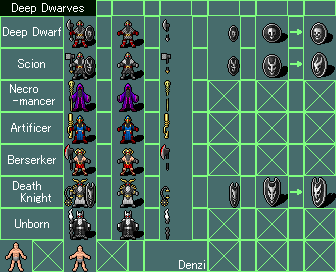 Deep Dwarves
Deep Dwarf
Scion
Necro
-mancer
Artificer
Berserker
Death
Knight
Unborn
Denzi